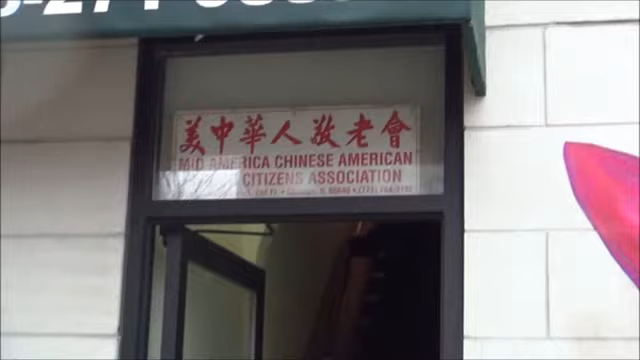 美中華人敬老會
MID AMERICA CHINESE AMERICAN
CITIZENS ASSOCIATION